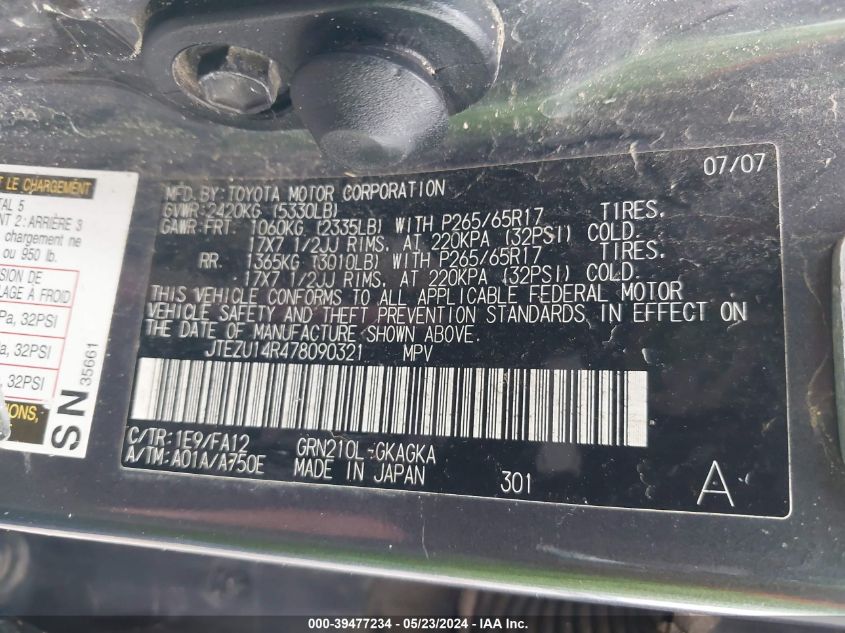 T LE CHARGEMENT
TAL 5
NT 2:ARRIÈRE 3
chargement ne
ou 950 lb.
SION DE
LAGE À FROID
Pa, 32PSI
a, 32PSI
, 32PSI
ONS,
SN 35661
07/07
MFD.BY:TOYOTA MOTOR CORPORATION
GVWR:2420KG (5330LB)
GAWR:FRT. 1060KG (2335LB) WITH P265/65R17 TIRES.
17X7 1/2JJ RIMS. AT 220KPA (32PSI) COLD.
RR. 1365KG (3010LB) WITH P265/65R17 TIRES.
17X7 1/2JJ RIMS. AT 220KPA (32PSI) COLD.
THIS VEHICLE CONFORMS TO ALL APPLICABLE FEDERAL MOTOR
VEHICLE SAFETY AND THEFT PREVENTION STANDARDS IN EFFECT ON
THE DATE OF MANUFACTURE SHOWN ABOVE.
JTEZU14R478090321 MPV
C/TR:1E9/FA12 GRN210L-GKAGKA
A/TM:A01A/A750E MADE IN JAPAN 301 A
000-39477234 - 05/23/2024 - IAA Inc.